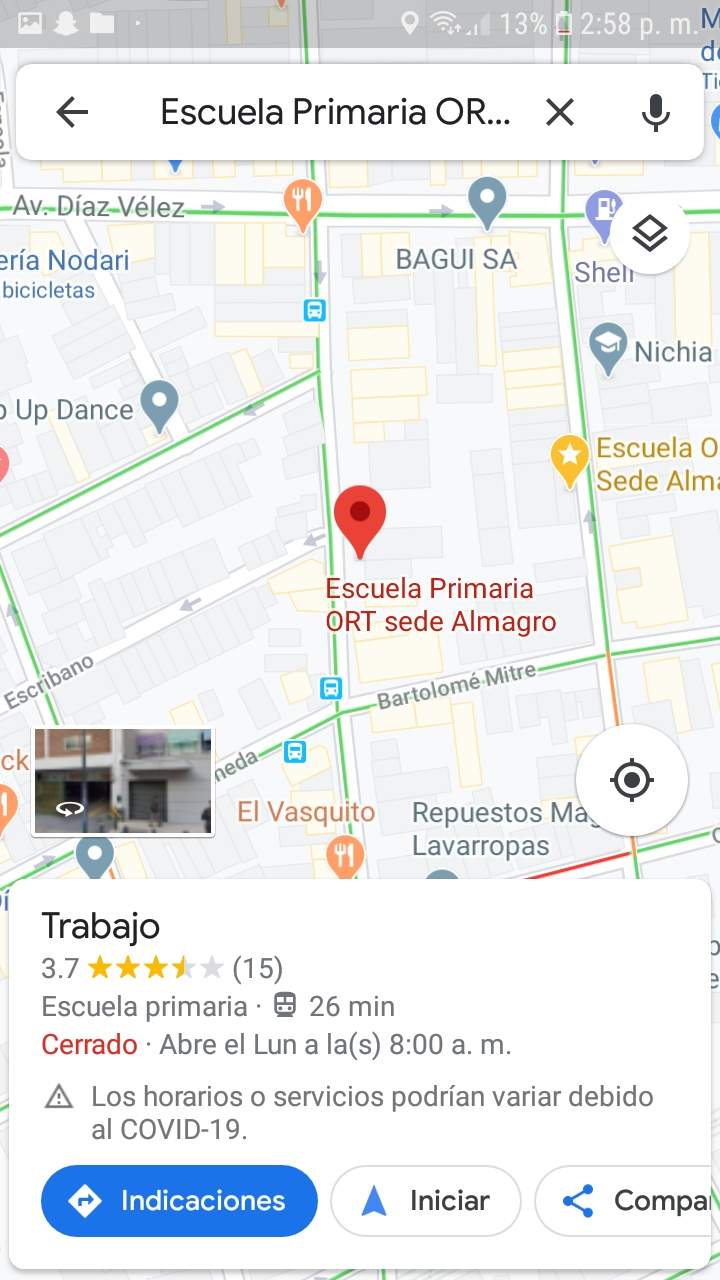 13% 2:58 p. m.
Escuela Primaria OR...
Av. Díaz Vélez
ería Nodari
bicicletas
BAGUI SA
Shell
Nichia
p Up Dance
Escuela O
Sede Alma
Escuela Primaria
ORT sede Almagro
Escribano
Bartolomé Mitre
neda
ck
El Vasquito
Repuestos Mag
Lavarropas
Trabajo
3.7 (15)
Escuela primaria · 26 min
Cerrado · Abre el Lun a la(s) 8:00 a. m.
Los horarios o servicios podrían variar debido
al COVID-19.
Indicaciones
Iniciar
Compar